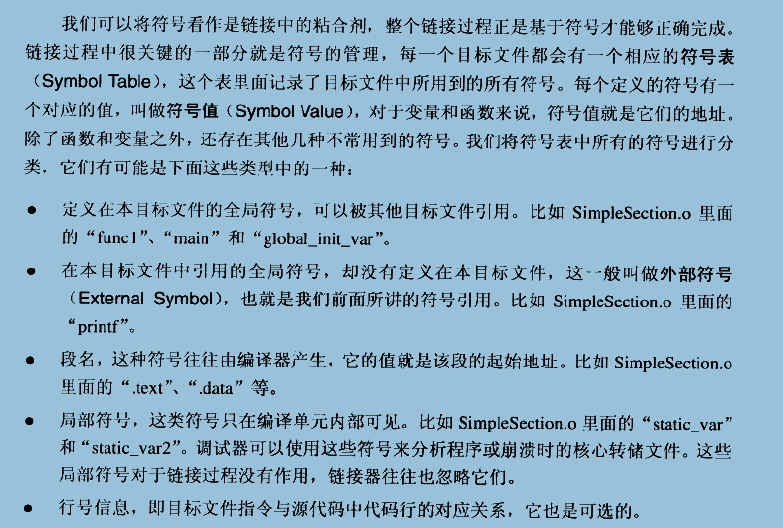 我们可以将符号看作是链接中的粘合剂，整个链接过程正是基于符号才能够正确完成。
链接过程中很关键的一部分就是符号的管理，每一个目标文件都会有一个相应的符号表
（Symbol Table），这个表里面记录了目标文件中所用到的所有符号。每个定义的符号有一
个对应的值，叫做符号值（Symbol Value），对于变量和函数来说，符号值就是它们的地址。
除了函数和变量之外，还存在其他几种不常用到的符号。我们将符号表中所有的符号进行分
类，它们有可能是下面这些类型中的一种：
● 定义在本目标文件的全局符号，可以被其他目标文件引用。比如 SimpleSection.o 里面
的“func1”、“main”和“global_init_var”。
● 在本目标文件中引用的全局符号，却没有定义在本目标文件，这一般叫做外部符号
（External Symbol），也就是我们前面所讲的符号引用。比如 SimpleSection.o 里面的
“printf”。
● 段名，这种符号往往由编译器产生，它的值就是该段的起始地址。比如 SimpleSection.o
里面的“.text”、“.data”等。
● 局部符号，这类符号只在编译单元内部可见。比如 SimpleSection.o 里面的“static_var”
和“static_var2”。调试器可以使用这些符号来分析程序或崩溃时的核心转储文件。这些
局部符号对于链接过程没有作用，链接器往往也忽略它们。
● 行号信息，即目标文件指令与源代码中代码行的对应关系，它也是可选的。